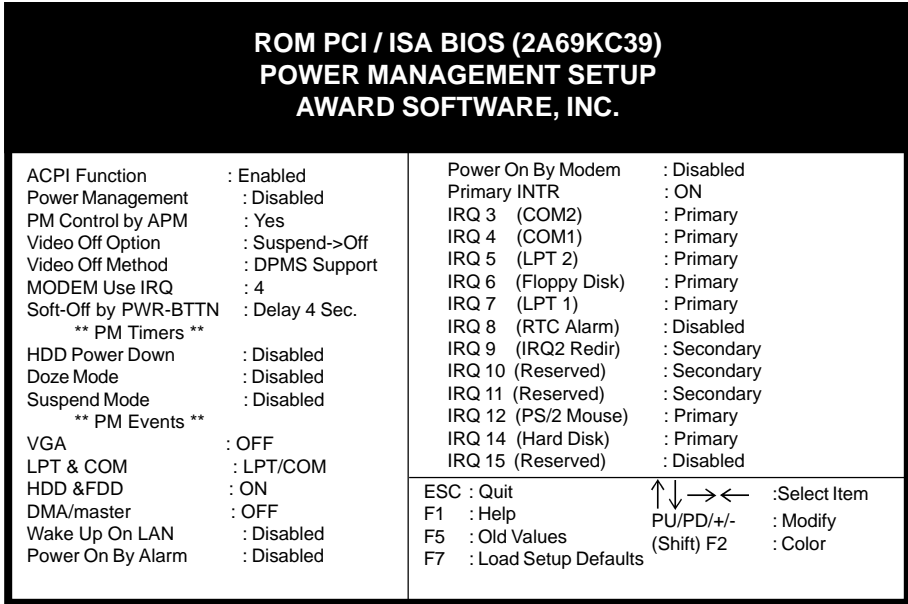 ROM PCI / ISA BIOS (2A69KC39)
POWER MANAGEMENT SETUP
AWARD SOFTWARE, INC.
ACPI Function : Enabled
Power Management : Disabled
PM Control by APM : Yes
Video Off Option : Suspend->Off
Video Off Method : DPMS Support
MODEM Use IRQ : 4
Soft-Off by PWR-BTTN : Delay 4 Sec.
** PM Timers **
HDD Power Down : Disabled
Doze Mode : Disabled
Suspend Mode : Disabled
** PM Events **
VGA : OFF
LPT & COM : LPT/COM
HDD &FDD : ON
DMA/master : OFF
Wake Up On LAN : Disabled
Power On By Alarm : Disabled
Power On By Modem : Disabled
Primary INTR : ON
IRQ 3 (COM2) : Primary
IRQ 4 (COM1) : Primary
IRQ 5 (LPT 2) : Primary
IRQ 6 (Floppy Disk) : Primary
IRQ 7 (LPT 1) : Primary
IRQ 8 (RTC Alarm) : Disabled
IRQ 9 (IRQ2 Redir) : Secondary
IRQ 10 (Reserved) : Secondary
IRQ 11 (Reserved) : Secondary
IRQ 12 (PS/2 Mouse) : Primary
IRQ 14 (Hard Disk) : Primary
IRQ 15 (Reserved) : Disabled
ESC : Quit ↑↓→← :Select Item
F1 : Help PU/PD/+/- : Modify
F5 : Old Values (Shift) F2 : Color
F7 : Load Setup Defaults